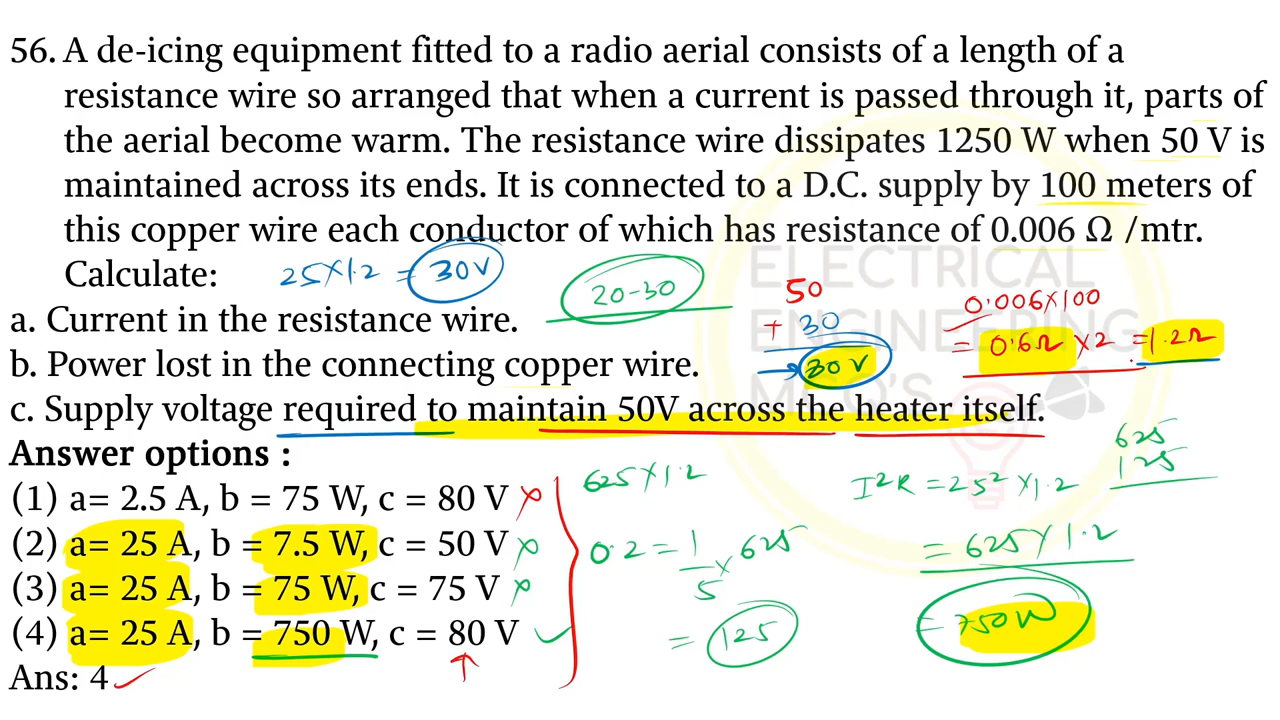 56. A de-icing equipment fitted to a radio aerial consists of a length of a
resistance wire so arranged that when a current is passed through it, parts of
the aerial become warm. The resistance wire dissipates 1250 W when 50 V is
maintained across its ends. It is connected to a D.C. supply by 100 meters of
this copper wire each conductor of which has resistance of 0.006 Ω /mtr.
Calculate:
25×1.2 = 30V
20-30
a. Current in the resistance wire.
b. Power lost in the connecting copper wire.
c. Supply voltage required to maintain 50V across the heater itself.
50
+ 30
30 V
0.006×100
= 0.6Ω ×2 = 1.2Ω
ELECTRICAL
ENGINEERING
MCQ'S
Answer options :
(1) a= 2.5 A, b = 75 W, c = 80 V
(2) a= 25 A, b = 7.5 W, c = 50 V
(3) a= 25 A, b = 75 W, c = 75 V
(4) a= 25 A, b = 750 W, c = 80 V
Ans: 4
625×1.2
0.2 = 1/5 × 625
= 125
I²R = 25² ×1.2
= 625×1.2
= 750W
625
125